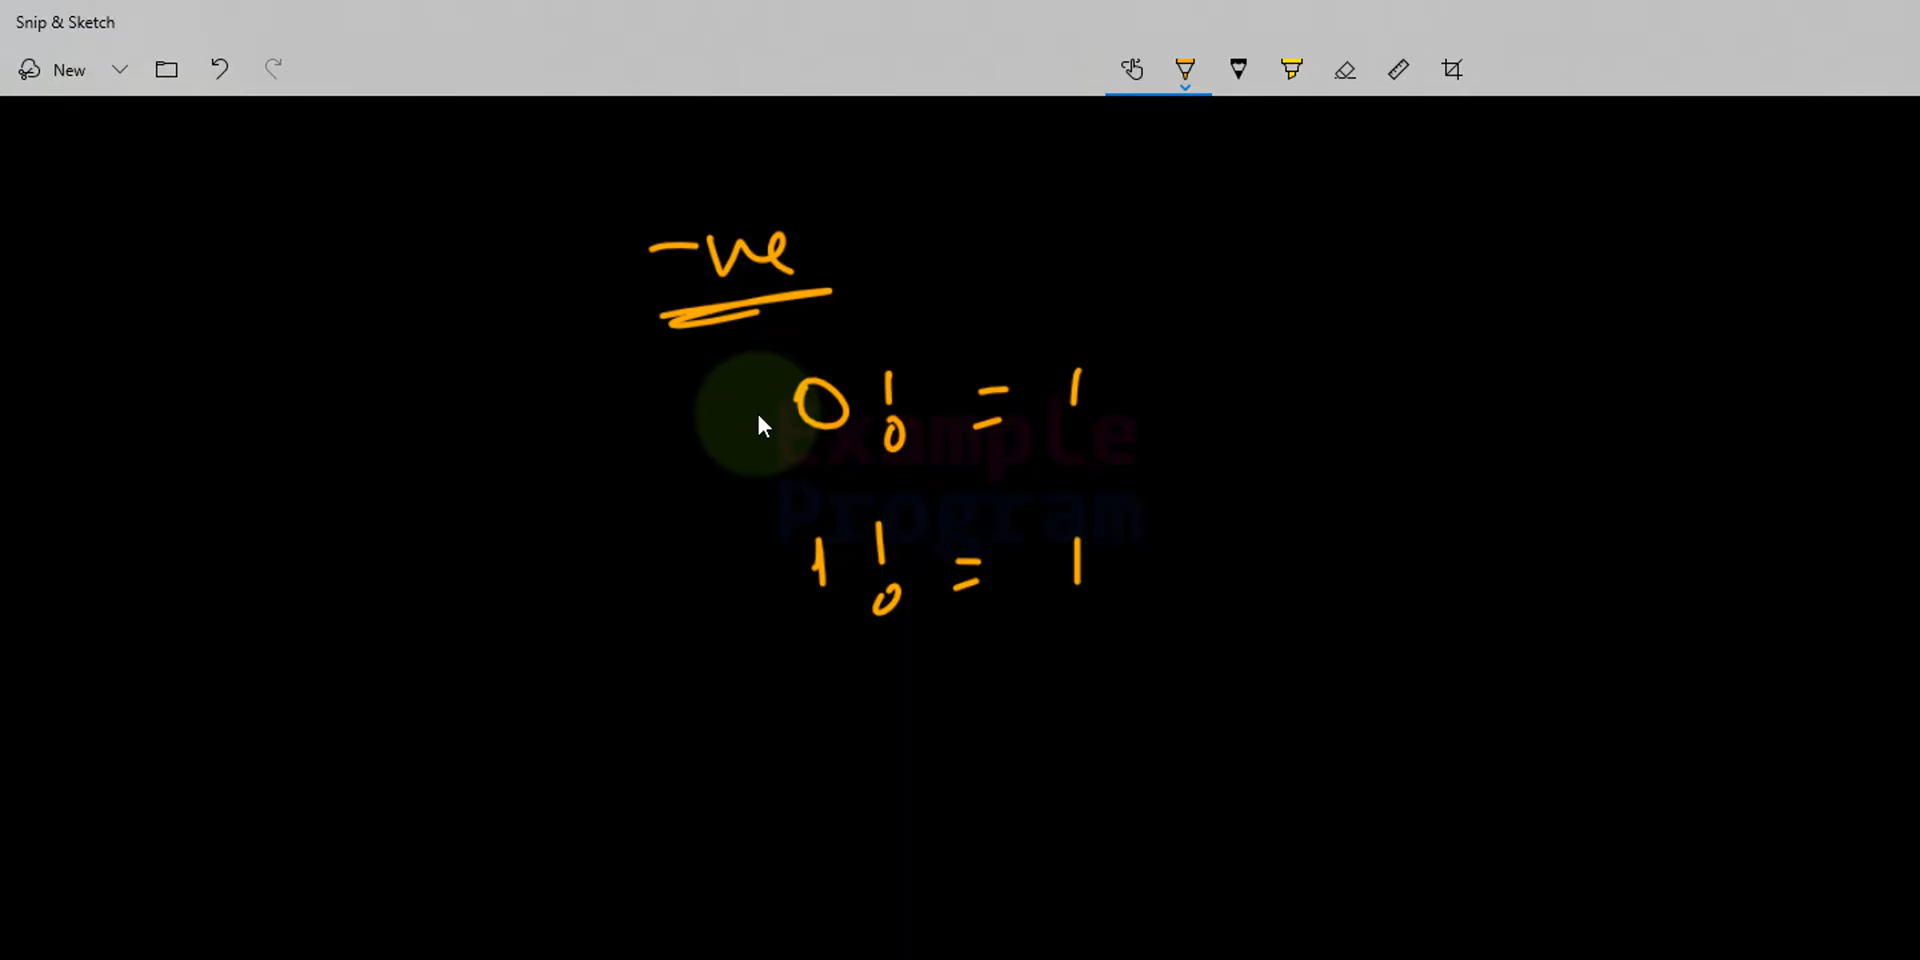 Snip & Sketch
New
-ve
0! = 1
Example
Program
1! = 1